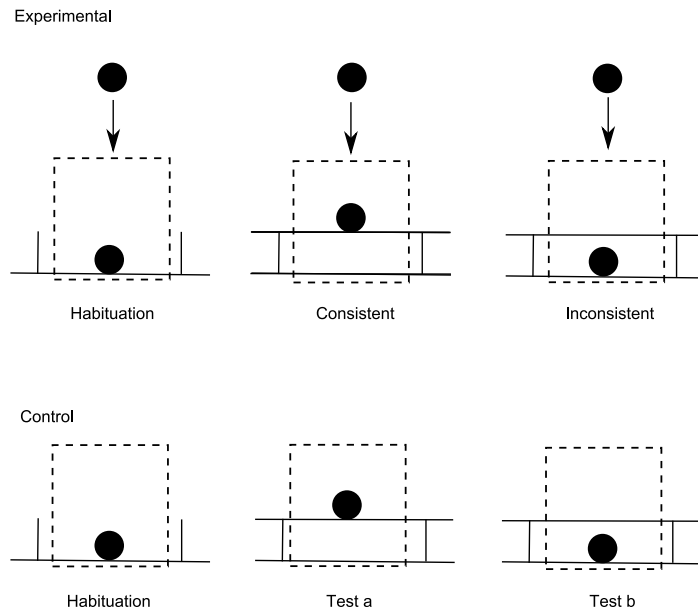 Experimental
Habituation
Consistent
Inconsistent
Control
Habituation
Test a
Test b